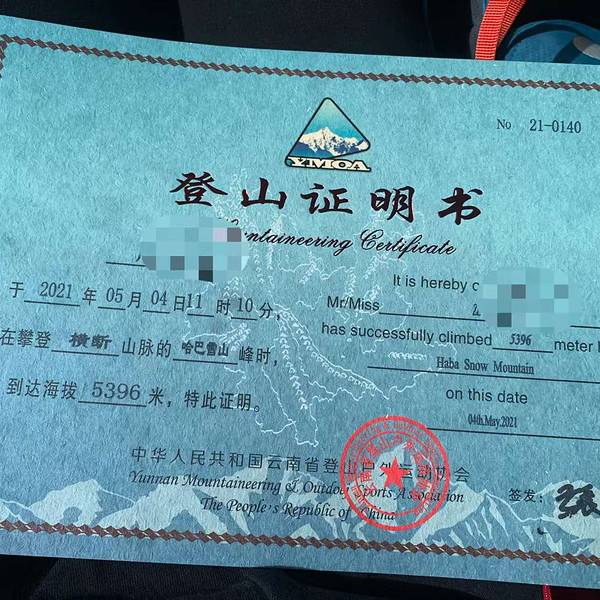 No 21-0140
YMOA
登山证明书
Mountaineering Certificate
于 2021 年 05 月 04 日 11 时 10 分,
在攀登 横断 山脉的 哈巴雪山 峰时,
到达海拔 5396 米，特此证明。
It is hereby
Mr/Miss
has successfully climbed 5396 meter
Haba Snow Mountain
on this date
04th.May.2021
中华人民共和国云南省登山户外运动协会
Yunnan Mountaineering & Outdoor Sports Association
The People's Republic of China
签发: